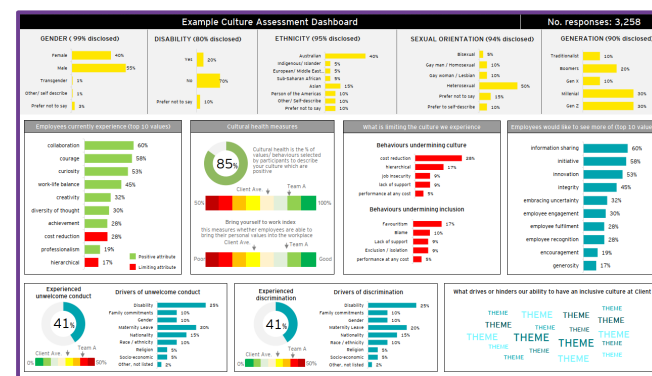 Example Culture Assessment Dashboard
No. responses: 3,258
GENDER ( 99% disclosed)
Female 40%
Male 55%
Transgender 1%
Other/ self describe 1%
Prefer not to say 3%
DISABILITY (80% disclosed)
Yes 20%
No 70%
Prefer not to say 10%
ETHNICITY (95% disclosed)
Australian 40%
Indigenous/ Islander 5%
European/ Middle East... 5%
Sub-Saharan African 9%
Asian 15%
Person of the Americas 10%
Other/ Self-describe 10%
Prefer not to say 10%
SEXUAL ORIENTATION (94% disclosed)
Bisexual 5%
Gay man / Homosexual 10%
Gay woman / Lesbian 10%
Heterosexual 50%
Prefer not to say 15%
Prefer to self-describe 10%
GENERATION (90% disclosed)
Traditionalist 10%
Boomers 20%
Gen X 10%
Millenial 30%
Gen Z 30%
Employees currently experience (top 10 values)
collaboration 60%
courage 58%
curiosity 53%
work-life balance 45%
creativity 32%
diversity of thought 30%
achievement 28%
cost reduction 28%
professionalism 19%
hierarchical 17%
Positive attribute
Limiting attribute
Cultural health measures
85%
Cultural health is the % of
values/ behaviours selected
by participants to describe
your culture which are
positive
Client Ave. Team A
50% 100%
Bring yourself to work index
this measures whether employees are able to
bring their personal values into the workplace
Client Ave. Team A
Poor Good
What is limiting the culture we experience
Behaviours undermining culture
cost reduction 28%
hierarchical 17%
job insecurity 9%
lack of support 9%
performance at any cost 5%
Behaviours undermining inclusion
Favouritism 17%
Blame 10%
Lack of support 9%
Exclusion / isolation 9%
performance at any cost 5%
Employees would like to see more of (top 10 values)
information sharing 60%
initiative 58%
innovation 53%
integrity 45%
embracing uncertainty 32%
employee engagement 30%
employee fulfilment 28%
employee recognition 28%
encouragement 19%
generosity 17%
Experienced
unwelcome conduct
41%
Client Ave. Team A
0% 50%
Drivers of unwelcome conduct
Disability 25%
Family commitments 10%
Gender 10%
Maternity Leave 20%
Nationality 15%
Race / ethnicity 10%
Religion 5%
Socio-economic 5%
Other, not listed 2%
Experienced
discrimination
41%
Client Ave. Team A
0% 50%
Drivers of discrimination
Disability 25%
Family commitments 10%
Gender 10%
Maternity Leave 20%
Nationality 15%
Race / ethnicity 10%
Religion 5%
Socio-economic 5%
Other, not listed 2%
What drives or hinders our ability to have an inclusive culture at Client
THEME THEME THEME THEME
THEME THEME THEME
THEME THEME THEME THEME
THEME
THEME THEME THEME